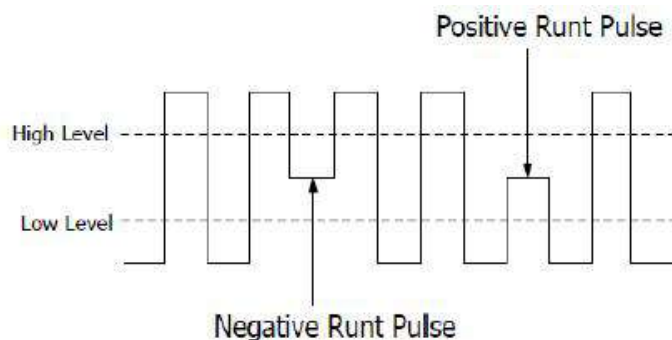 Positive Runt Pulse
High Level
Low Level
Negative Runt Pulse